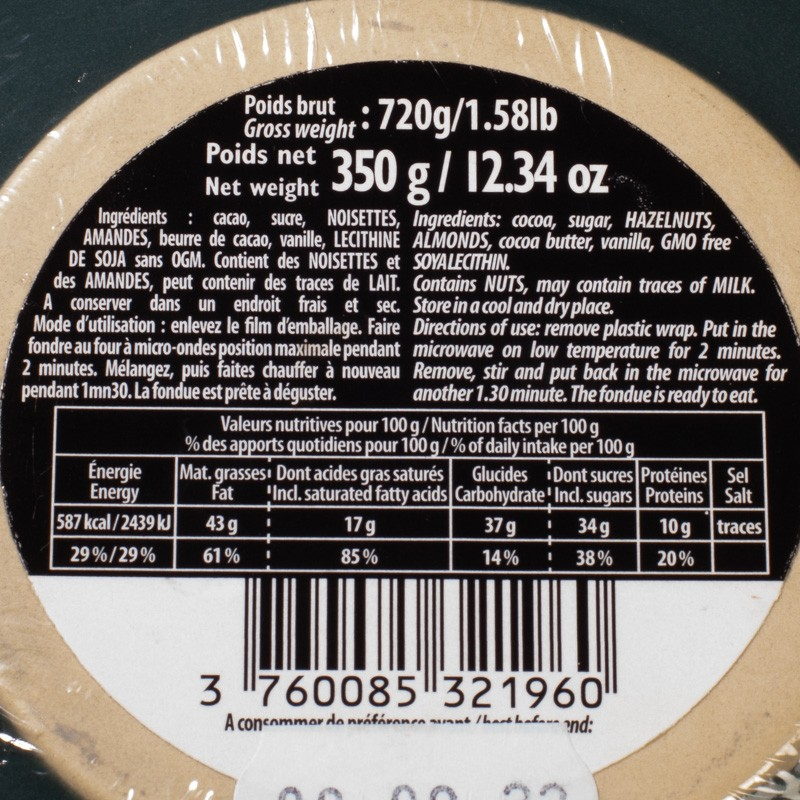 Poids brut
Gross weight : 720g/1.58lb
Poids net
Net weight 350 g / 12.34 oz
Ingrédients : cacao, sucre, NOISETTES,
AMANDES, beurre de cacao, vanille, LECITHINE
DE SOJA sans OGM. Contient des NOISETTES et
des AMANDES, peut contenir des traces de LAIT.
A conserver dans un endroit frais et sec.
Mode d'utilisation : enlevez le film d'emballage. Faire
fondre au four à micro-ondes position maximale pendant
2 minutes. Mélangez, puis faites chauffer à nouveau
pendant 1mn30. La fondue est prête à déguster.
Ingredients: cocoa, sugar, HAZELNUTS,
ALMONDS, cocoa butter, vanilla, GMO free
SOYALECITHIN.
Contains NUTS, may contain traces of MILK.
Store in a cool and dry place.
Directions of use: remove plastic wrap. Put in the
microwave on low temperature for 2 minutes.
Remove, stir and put back in the microwave for
another 1.30 minute. The fondue is ready to eat.
Valeurs nutritives pour 100 g / Nutrition facts per 100 g
% des apports quotidiens pour 100 g / % of daily intake per 100 g
Énergie Mat. grasses Dont acides gras saturés Glucides Dont sucres Protéines Sel
Energy Fat Incl. saturated fatty acids Carbohydrate Incl. sugars Proteins Salt
587 kcal / 2439 kJ 43 g 17 g 37 g 34 g 10 g traces
29 % / 29 % 61 % 85 % 14 % 38 % 20 %
3 760085 321960
A consommer de préférence avant / best before end: